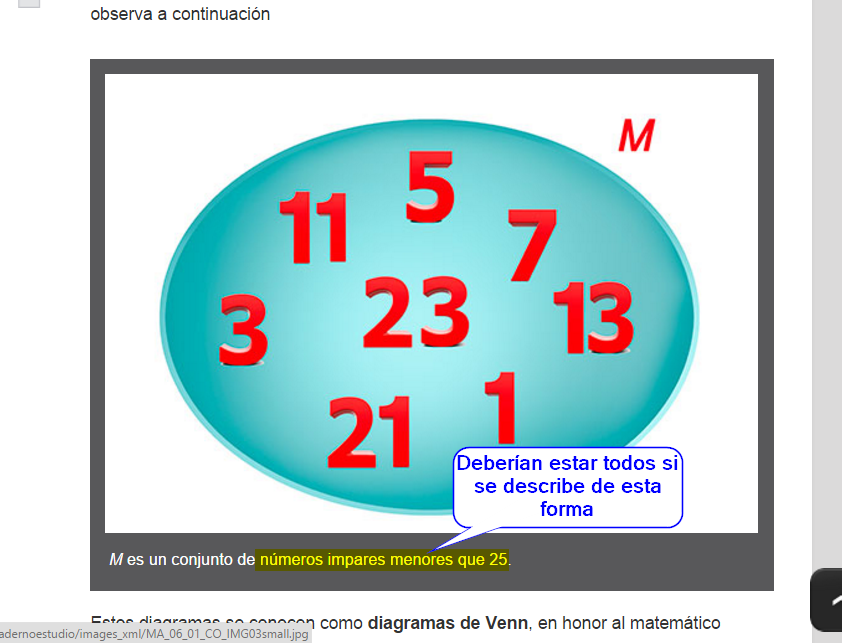 observa a continuación
M
5
11
7
23
13
3
1
21
Deberían estar todos si
se describe de esta
forma
M es un conjunto de números impares menores que 25.
Estos diagramas se conocen como diagramas de Venn, en honor al matemático
adernoestudio/images_xml/MA_06_01_CO_IMG03small.jpg